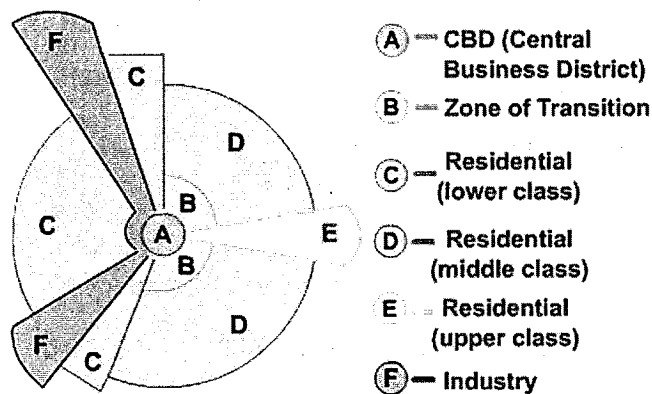 F
C
D
C
B
A
E
B
D
F
C
A – CBD (Central
Business District)
B – Zone of Transition
C – Residential
(lower class)
D – Residential
(middle class)
E – Residential
(upper class)
F – Industry